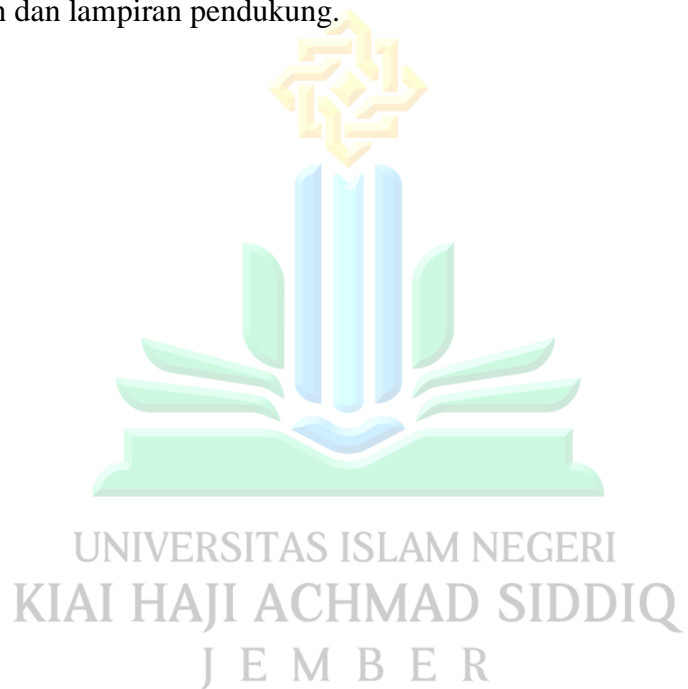 n dan lampiran pendukung.
UNIVERSITAS ISLAM NEGERI
KIAI HAJI ACHMAD SIDDIQ
J E M B E R